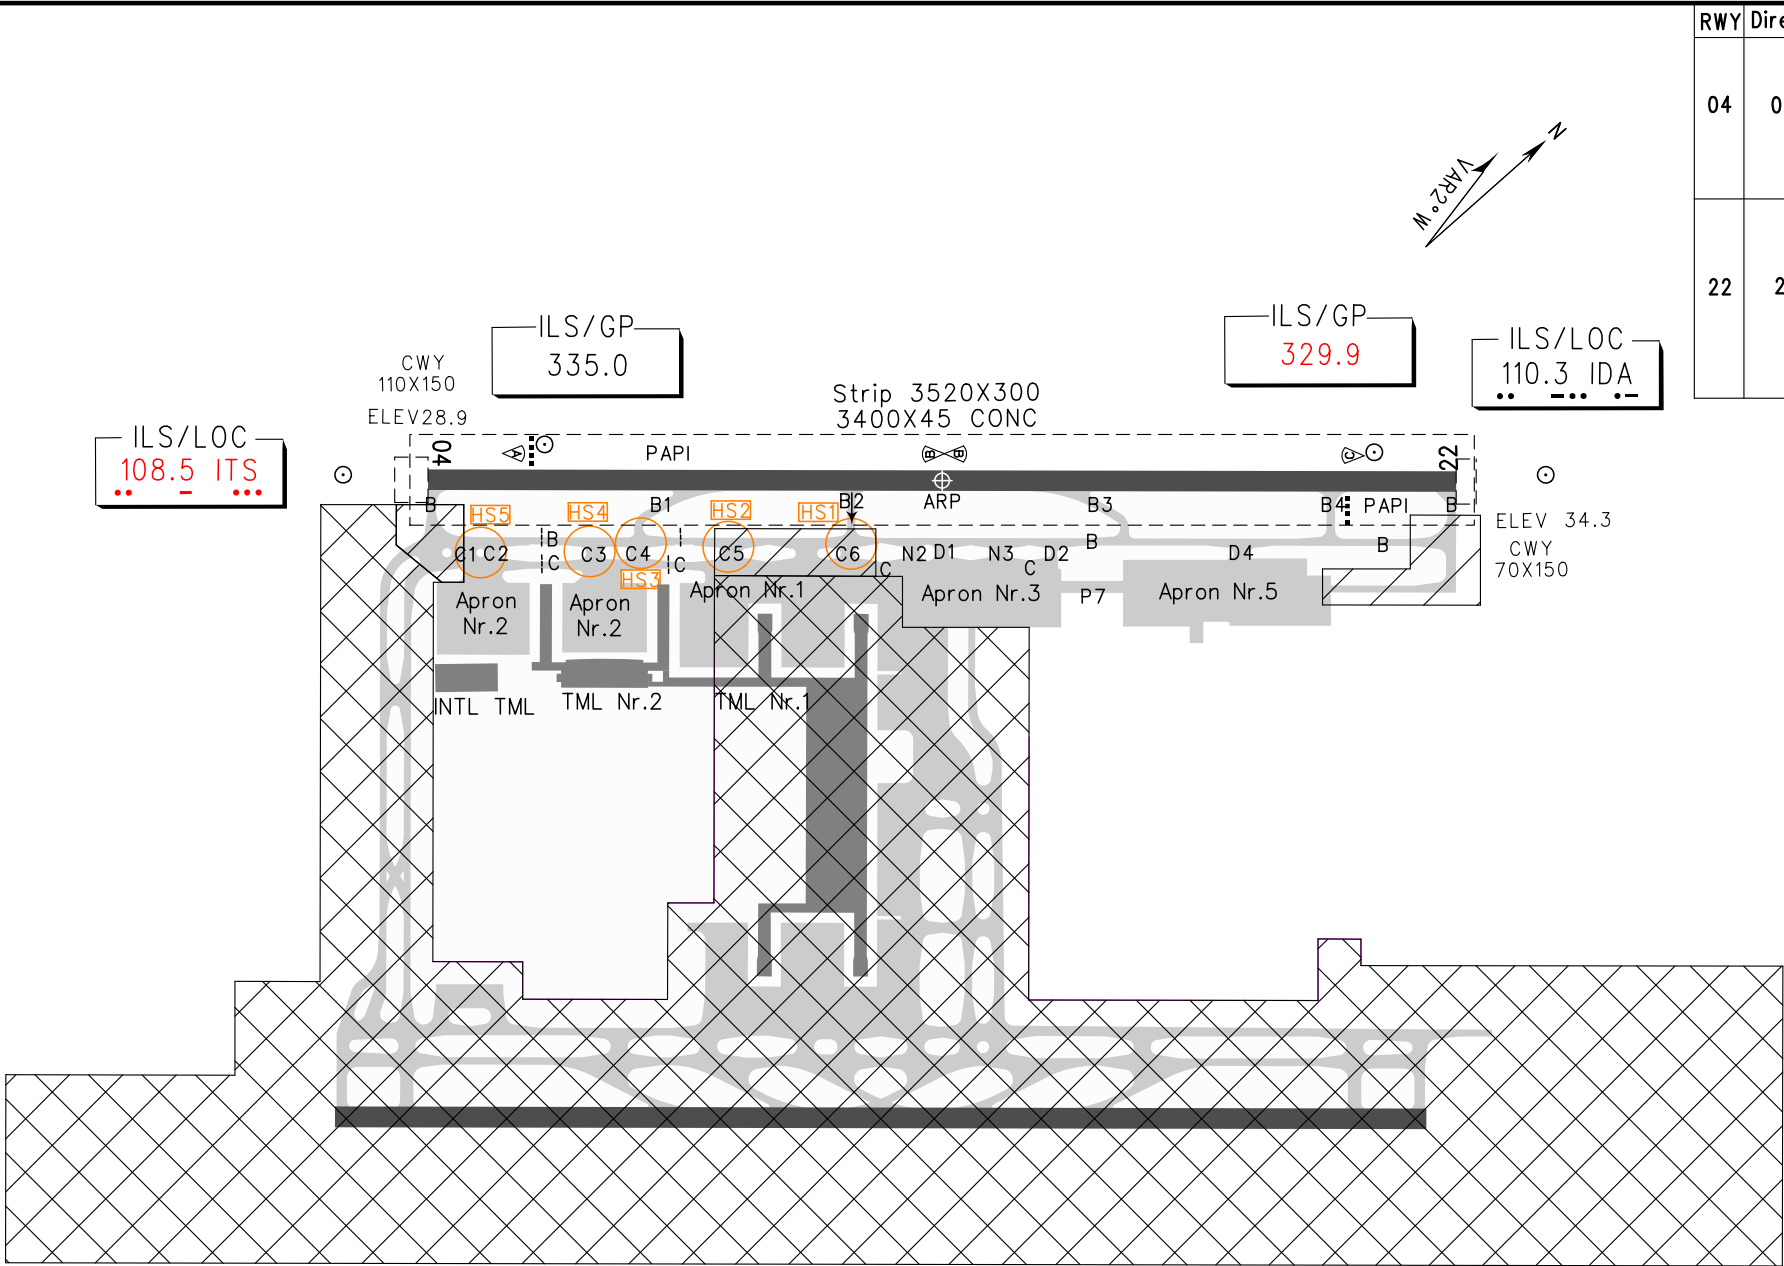 RWY Dire
04 0
22 2
N
VAR2°W
ILS/GP
335.0
ILS/GP
329.9
ILS/LOC
110.3 IDA
CWY
110X150
ELEV28.9
Strip 3520X300
3400X45 CONC
ILS/LOC
108.5 ITS
04
A
PAPI
B B
C
22
ARP
B
B1
B2
B3
B4
PAPI
B
HS5
HS4
HS2
HS1
ELEV 34.3
CWY
70X150
C1 C2
B
C
C3
C4
C
C5
C6
C
N2
D1
N3
C
D2
B
D4
B
HS3
Apron
Nr.2
Apron
Nr.2
Apron Nr.1
Apron Nr.3
P7
Apron Nr.5
INTL TML
TML Nr.2
TML Nr.1